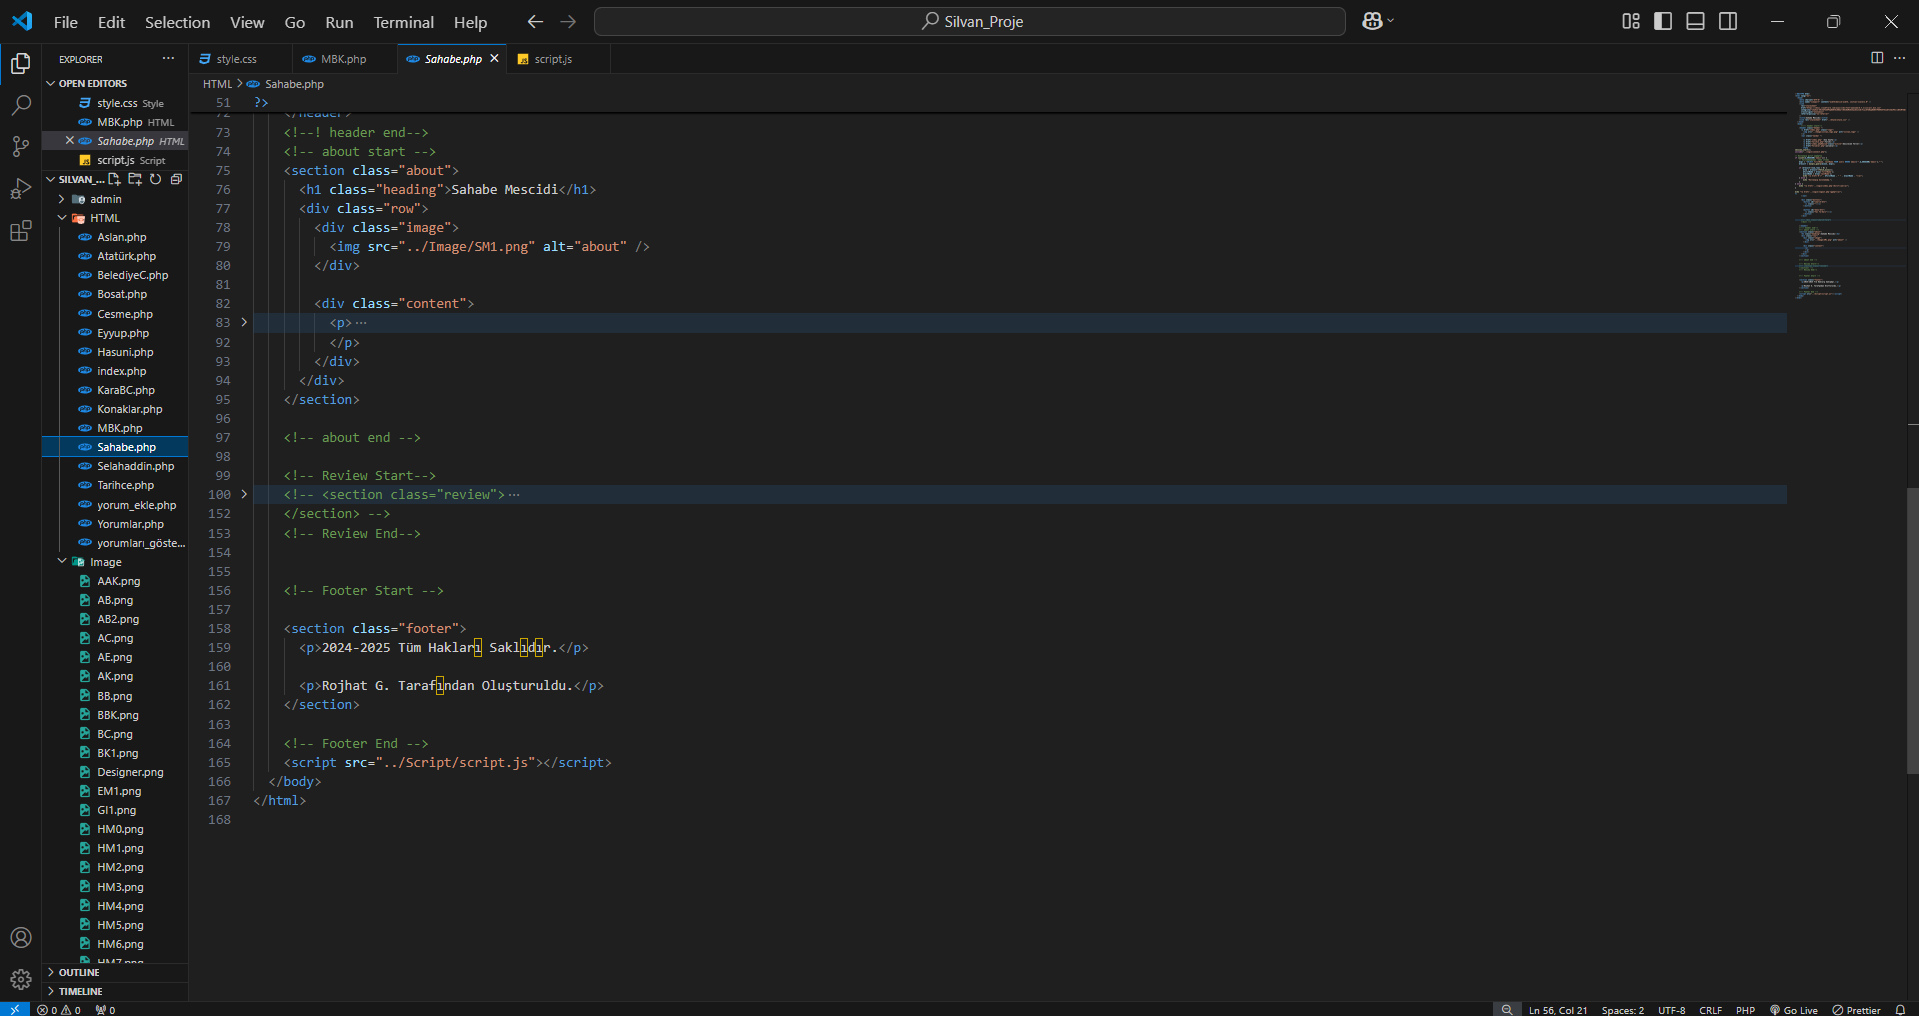 File Edit Selection View Go Run Terminal Help
Silvan_Proje
EXPLORER
OPEN EDITORS
style.css Style
MBK.php HTML
Sahabe.php HTML
script.js Script
SILVAN_...
admin
HTML
Aslan.php
Atatürk.php
BelediyeC.php
Bosat.php
Cesme.php
Eyyup.php
Hasuni.php
index.php
KaraBC.php
Konaklar.php
MBK.php
Sahabe.php
Selahaddin.php
Tarihce.php
yorum_ekle.php
Yorumlar.php
yorumları_göste...
Image
AAK.png
AB.png
AB2.png
AC.png
AE.png
AK.png
BB.png
BBK.png
BC.png
BK1.png
Designer.png
EM1.png
GI1.png
HM0.png
HM1.png
HM2.png
HM3.png
HM4.png
HM5.png
HM6.png
HM7.png
OUTLINE
TIMELINE
style.css MBK.php Sahabe.php script.js
HTML > Sahabe.php
51 ?>
72 </header>
73 <!--! header end-->
74 <!-- about start -->
75 <section class="about">
76 <h1 class="heading">Sahabe Mescidi</h1>
77 <div class="row">
78 <div class="image">
79 <img src="../Image/SM1.png" alt="about" />
80 </div>
81
82 <div class="content">
83 <p>…
92 </p>
93 </div>
94 </div>
95 </section>
96
97 <!-- about end -->
98
99 <!-- Review Start-->
100 <!-- <section class="review">…
152 </section> -->
153 <!-- Review End-->
154
155
156 <!-- Footer Start -->
157
158 <section class="footer">
159 <p>2024-2025 Tüm Hakları Saklıdır.</p>
160
161 <p>Rojhat G. Tarafından Oluşturuldu.</p>
162 </section>
163
164 <!-- Footer End -->
165 <script src="../Script/script.js"></script>
166 </body>
167 </html>
168
0 0 0
Ln 56, Col 21 Spaces: 2 UTF-8 CRLF PHP Go Live Prettier